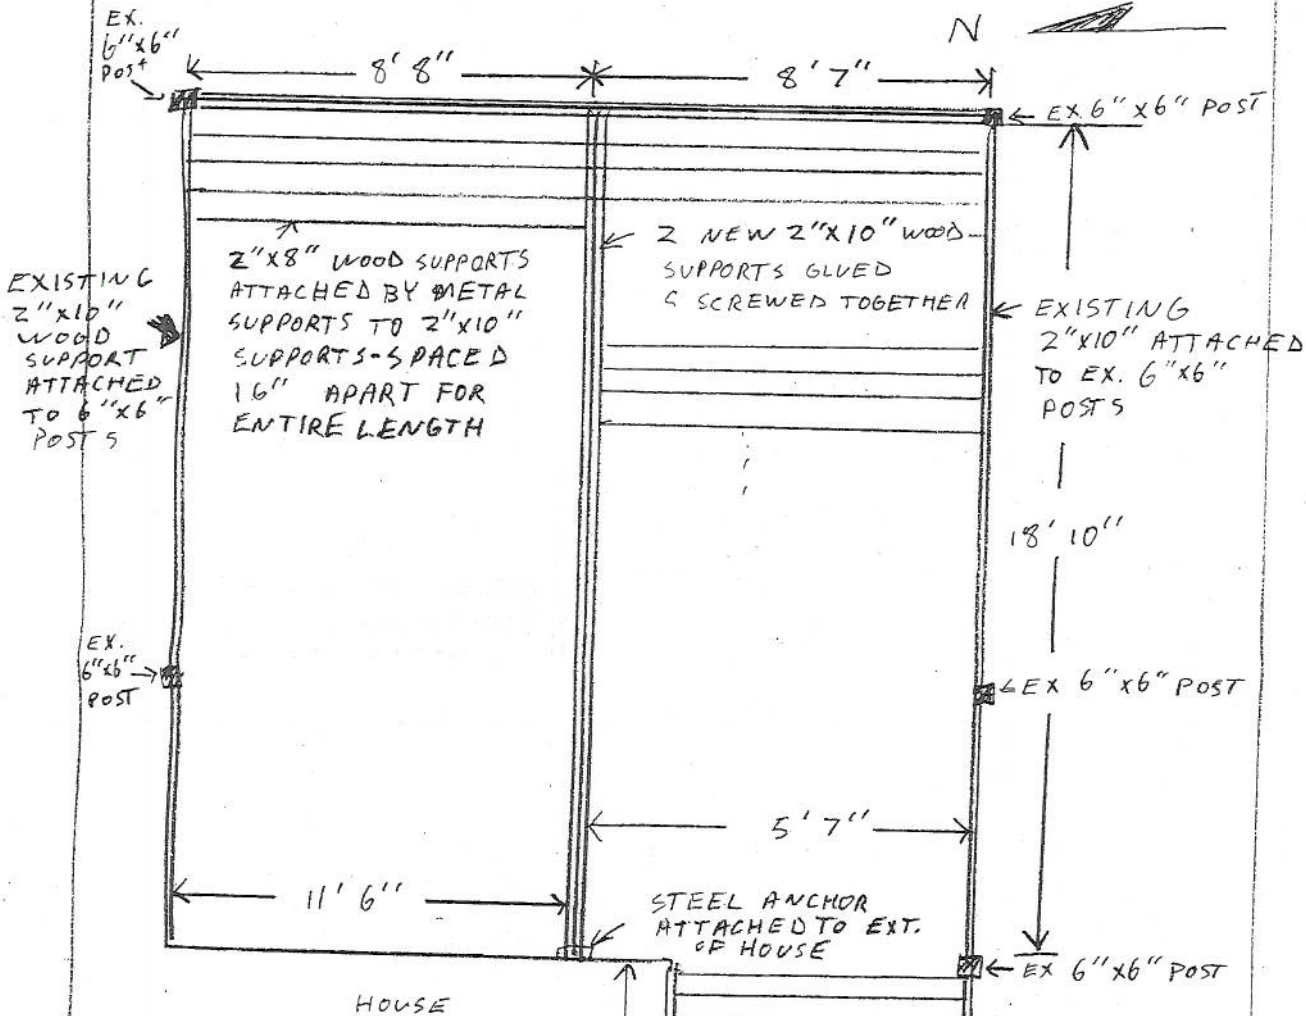 EX.
6"x6"
POST
N
8' 8"
8' 7"
EX. 6"x6" POST
2"x8" WOOD SUPPORTS
ATTACHED BY METAL
SUPPORTS TO 2"x10"
SUPPORTS-SPACED
16" APART FOR
ENTIRE LENGTH
2 NEW 2"x10" WOOD
SUPPORTS GLUED
& SCREWED TOGETHER
EXISTING
2"x10"
WOOD
SUPPORT
ATTACHED
TO 6"x6"
POSTS
EXISTING
2"x10" ATTACHED
TO EX. 6"x6"
POSTS
18' 10"
EX.
6"x6"
POST
EX 6"x6" POST
5' 7"
11' 6"
STEEL ANCHOR
ATTACHED TO EXT.
OF HOUSE
EX 6"x6" POST
HOUSE